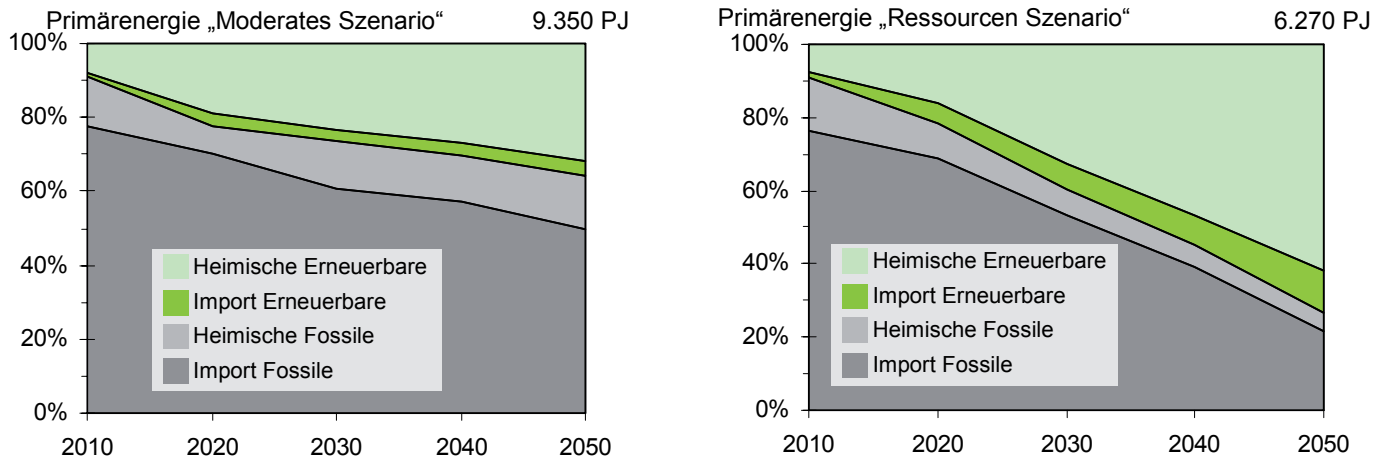 Primärenergie „Moderates Szenario“ 9.350 PJ
100%
80%
60%
40%
20%
0%
Heimische Erneuerbare
Import Erneuerbare
Heimische Fossile
Import Fossile
2010 2020 2030 2040 2050
Primärenergie „Ressourcen Szenario“ 6.270 PJ
100%
80%
60%
40%
20%
0%
Heimische Erneuerbare
Import Erneuerbare
Heimische Fossile
Import Fossile
2010 2020 2030 2040 2050